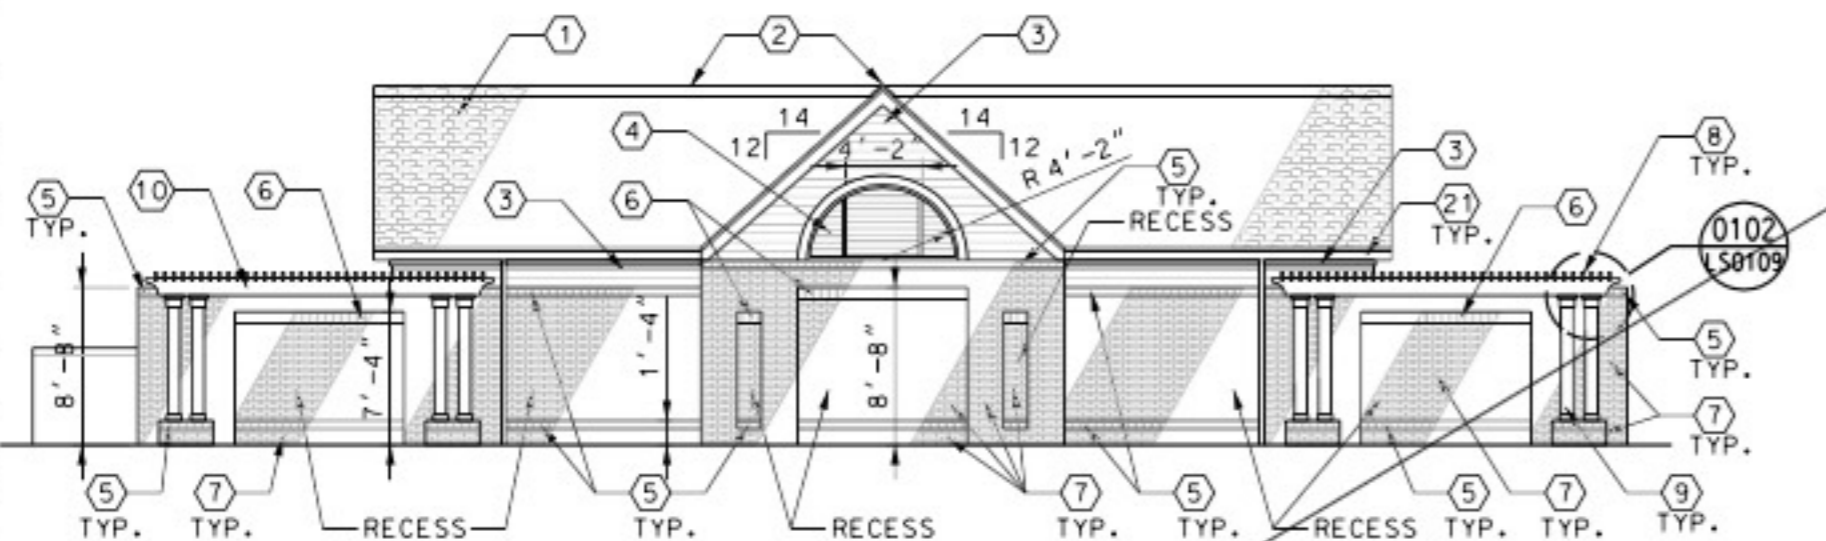 1
2
3
14
14
4
12
12
4'-2"
R 4'-2"
8
TYP.
3
5
TYP.
5
TYP.
10
6
3
6
RECESS
21
TYP.
6
0102
LS0109
8'-8"
7'-4"
1'-4"
8'-8"
5
TYP.
7
TYP.
5
TYP.
7
TYP.
RECESS
5
TYP.
RECESS
7
TYP.
5
TYP.
RECESS
5
TYP.
7
TYP.
9
TYP.